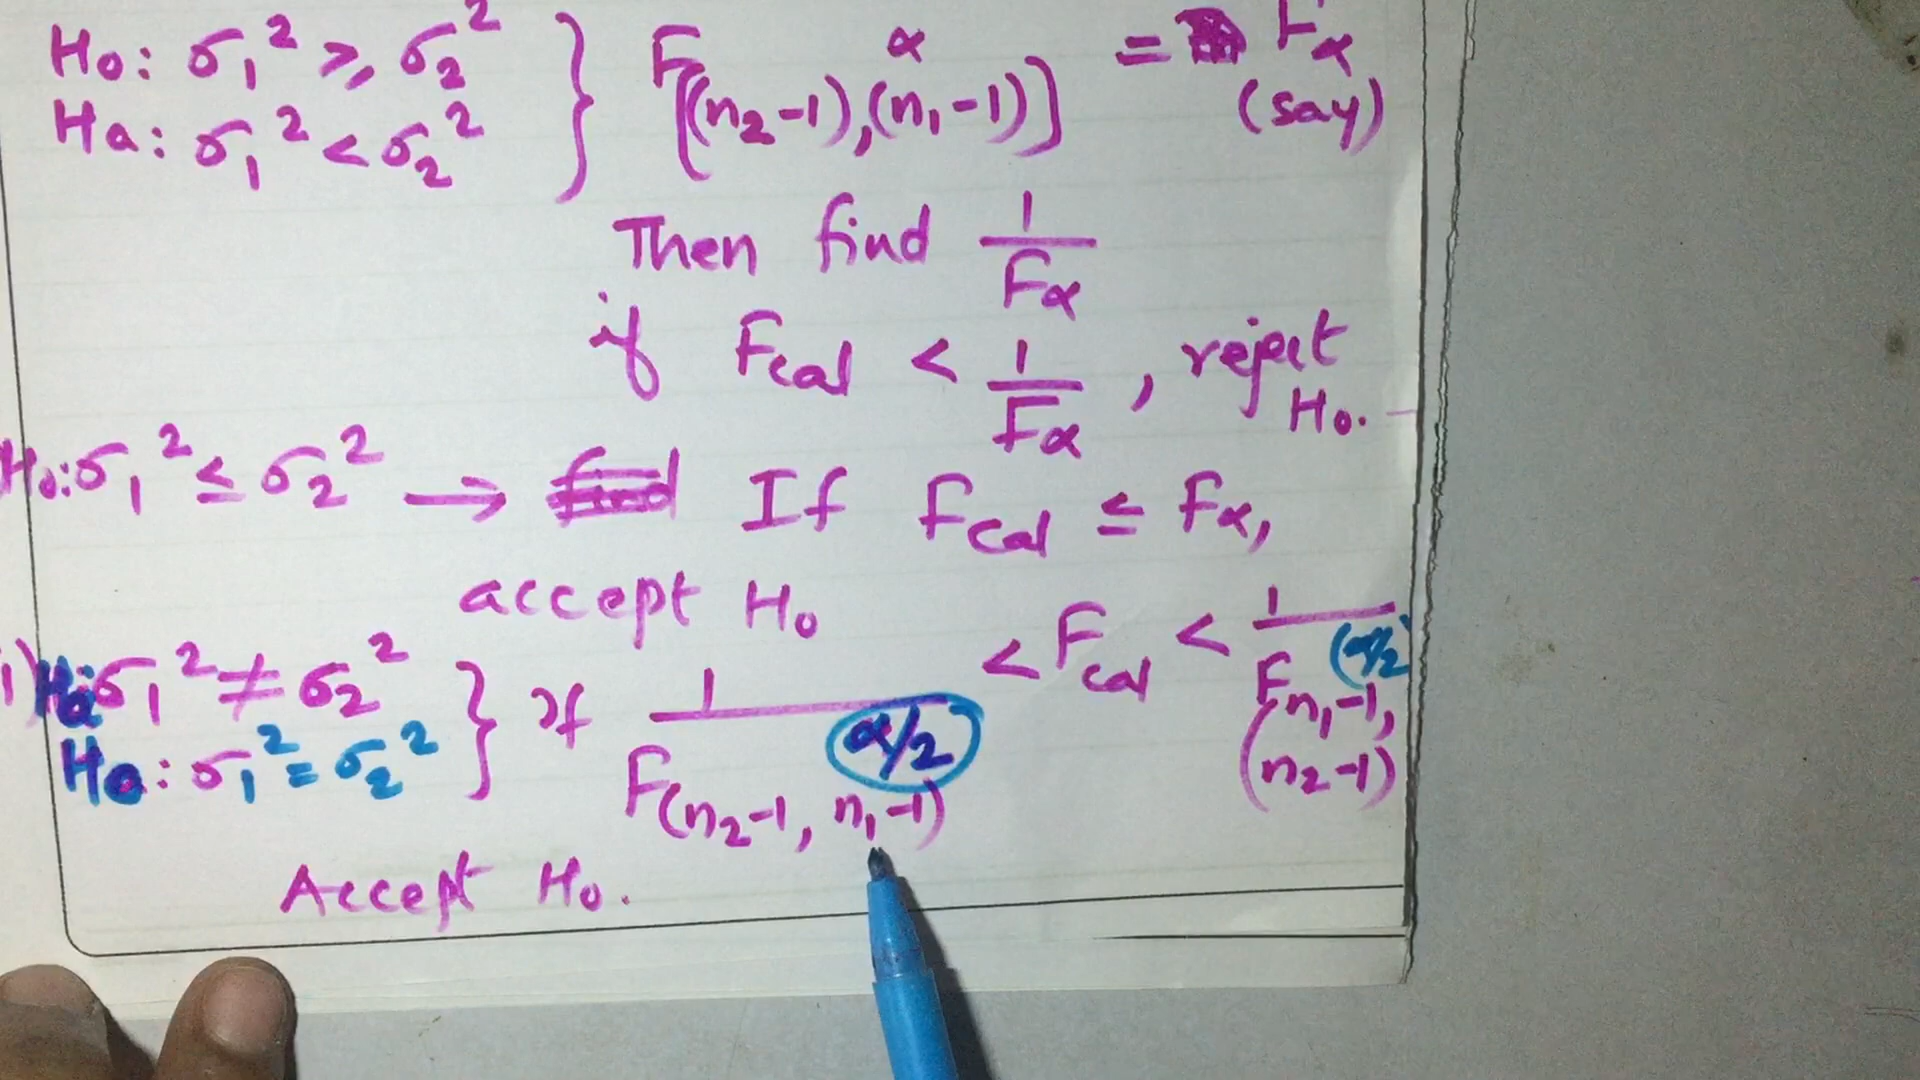 H₀: σ₁² ≥ σ₂² } F[(n₂-1),(n₁-1)] α = Fα
Ha: σ₁² < σ₂² (say)
Then find 1/Fα
if Fcal < 1/Fα, reject H₀.
H₀: σ₁² ≤ σ₂² → If Fcal ≤ Fα,
accept H₀
σ₁² ≠ σ₂² } If 1/F(n₂-1, n₁-1) (α/2) < Fcal < 1/F(n₁-1, (n₂-1) (α/2)
: σ₁² = σ₂²
Accept H₀.